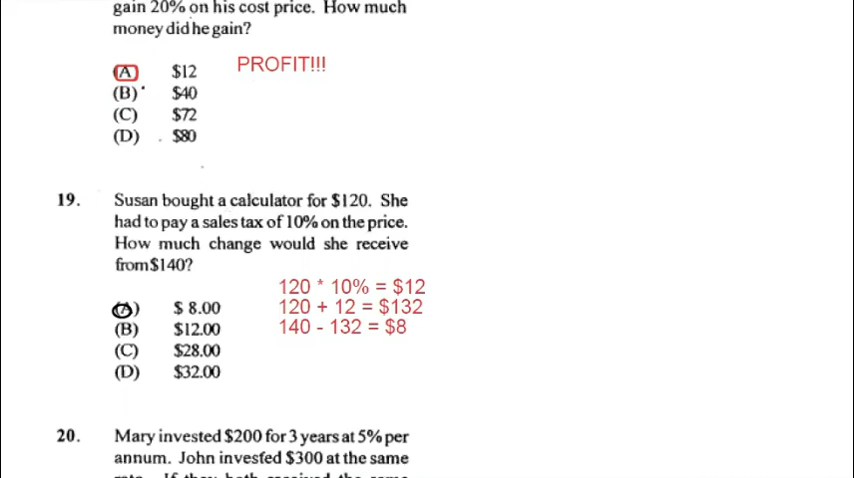 gain 20% on his cost price. How much
money did he gain?
(A) $12 PROFIT!!!
(B) $40
(C) $72
(D) $80
19. Susan bought a calculator for $120. She
had to pay a sales tax of 10% on the price.
How much change would she receive
from $140?
120 * 10% = $12
(A) $ 8.00 120 + 12 = $132
(B) $12.00 140 - 132 = $8
(C) $28.00
(D) $32.00
20. Mary invested $200 for 3 years at 5% per
annum. John invested $300 at the same